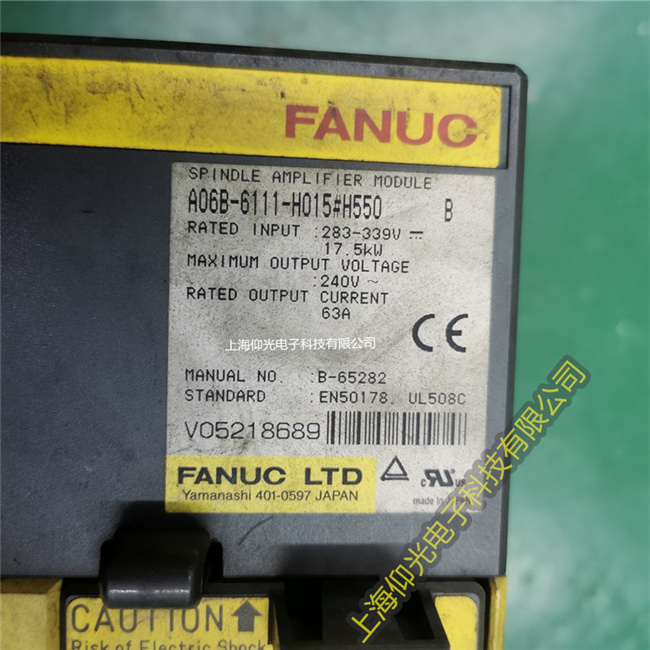 FANUC
SPINDLE AMPLIFIER MODULE
A06B-6111-H015#H550 B
RATED INPUT :283-339V ⎓
17.5kW
MAXIMUM OUTPUT VOLTAGE
:240V ~
RATED OUTPUT CURRENT
63A
上海仰光电子科技有限公司
CE
MANUAL NO. :B-65282
STANDARD :EN50178, UL508C
V05218689
FANUC LTD
Yamanashi 401-0597 JAPAN
c RU us
made in
上海仰光电子科技有限公司
CAUTION
Risk of Electric Shock